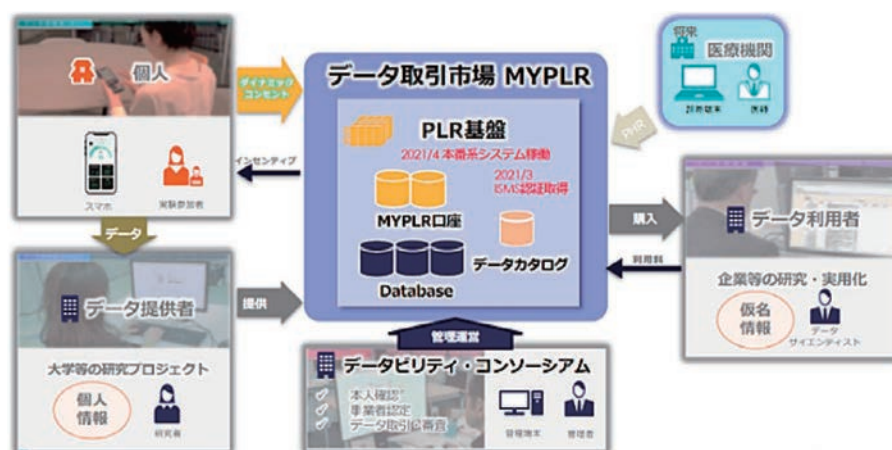 個人
スマホ
実験参加者
ダイナミック
コンセント
インセンティブ
データ
データ提供者
大学等の研究プロジェクト
個人
情報
研究者
提供
データ取引市場 MYPLR
PLR基盤
2021/4 本番系システム稼働
2021/3
ISMS認証取得
MYPLR口座
データカタログ
Database
管理運営
データビリティ・コンソーシアム
本人確認
事業者認定
データ取引審査
管理端末
管理者
将来
医療機関
診療端末
医師
PHR
購入
利用料
データ利用者
企業等の研究・実用化
仮名
情報
データ
サイエンティスト